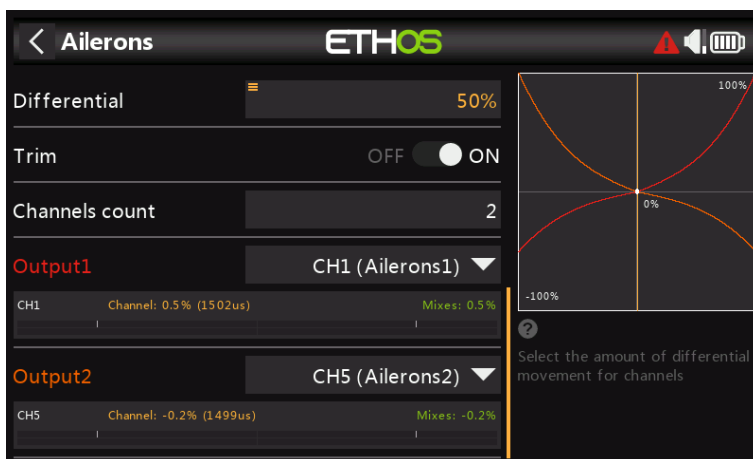 Ailerons
ETHOS
Differential
50%
Trim
OFF ON
Channels count
2
Output1
CH1 (Ailerons1)
CH1 Channel: 0.5% (1502us) Mixes: 0.5%
Output2
CH5 (Ailerons2)
CH5 Channel: -0.2% (1499us) Mixes: -0.2%
100%
0%
-100%
?
Select the amount of differential
movement for channels